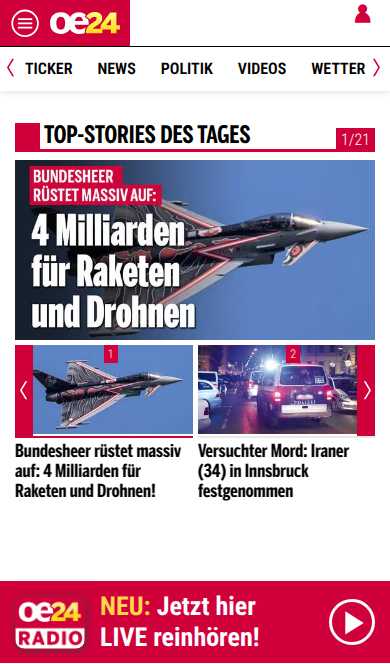 oe24
TICKER NEWS POLITIK VIDEOS WETTER
TOP-STORIES DES TAGES
1/21
BUNDESHEER
RÜSTET MASSIV AUF:
4 Milliarden
für Raketen
und Drohnen
1
2
Bundesheer rüstet massiv
auf: 4 Milliarden für
Raketen und Drohnen!
Versuchter Mord: Iraner
(34) in Innsbruck
festgenommen
oe24
RADIO
NEU: Jetzt hier
LIVE reinhören!